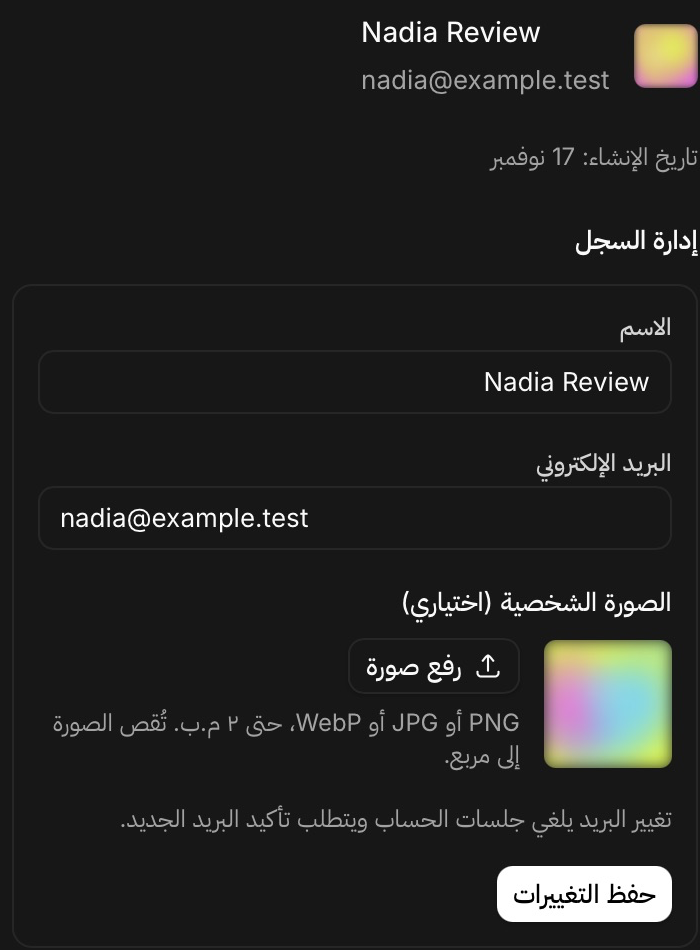 Nadia Review
nadia@example.test
تاريخ الإنشاء: 17 نوفمبر
إدارة السجل
الاسم
Nadia Review
البريد الإلكتروني
nadia@example.test
الصورة الشخصية (اختياري)
رفع صورة
PNG أو JPG أو WebP، حتى ٢ م.ب. تُقص الصورة
إلى مربع.
تغيير البريد يلغي جلسات الحساب ويتطلب تأكيد البريد الجديد.
حفظ التغييرات